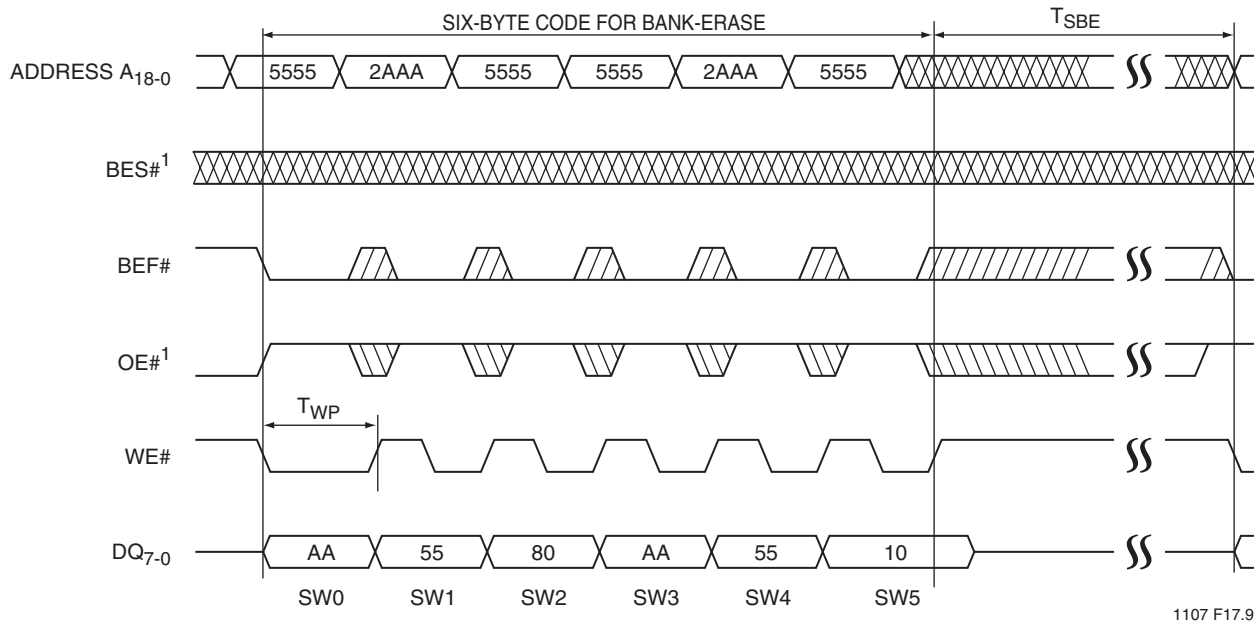 SIX-BYTE CODE FOR BANK-ERASE TSBE
ADDRESS A18-0 5555 2AAA 5555 5555 2AAA 5555
BES#1
BEF#
OE#1
TWP
WE#
DQ7-0 AA 55 80 AA 55 10
SW0 SW1 SW2 SW3 SW4 SW5
1107 F17.9